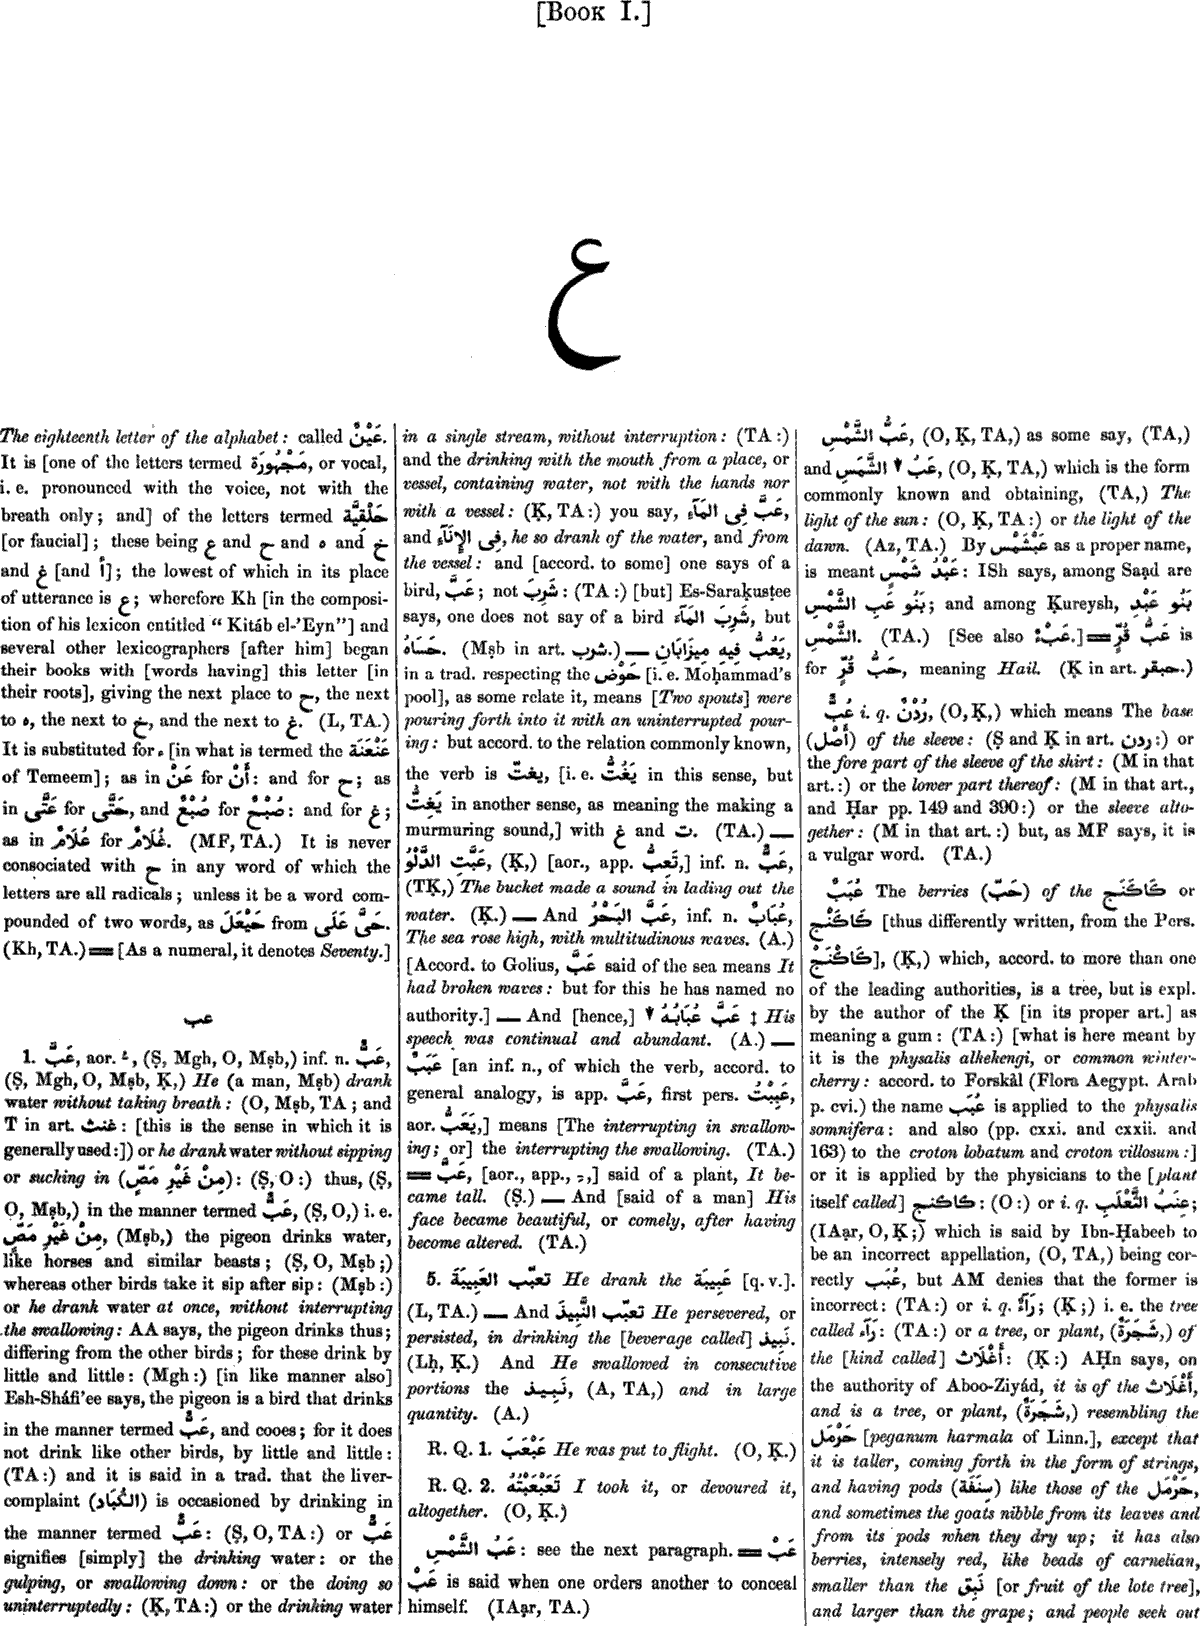 [BOOK I.]
ع
The eighteenth letter of the alphabet: called عَيْنٌ.
It is [one of the letters termed مَجْهُورَة, or vocal,
i. e. pronounced with the voice, not with the
breath only; and] of the letters termed حَلْقِيَّة
[or faucial]; these being ع and ح and ه and خ
and غ [and أ]; the lowest of which in its place
of utterance is ع; wherefore Kh [in the composi-
tion of his lexicon entitled “ Kitáb el-’Eyn”] and
several other lexicographers [after him] began
their books with [words having] this letter [in
their roots], giving the next place to ح, the next
to ه, the next to خ, and the next to غ. (L, TA.)
It is substituted for ء [in what is termed the عَنْعَنَة
of Temeem]; as in عَنْ for أَنْ: and for ح; as
in عَتَّى for حَتَّى, and صُبْعٌ for صُبْحٌ: and for غ;
as in عُلَامٌ for غُلَامٌ. (MF, TA.) It is never
consociated with ح in any word of which the
letters are all radicals; unless it be a word com-
pounded of two words, as حَيْعَلَ from حَىَّ عَلَى.
(Kh, TA.) ══ [As a numeral, it denotes Seventy.]
عب
1. عَبَّ, aor. ـُ, (Ṣ, Mgh, O, Mṣb,) inf. n. عَبٌّ,
(Ṣ, Mgh, O, Mṣb, Ḳ,) He (a man, Mṣb) drank
water without taking breath: (O, Mṣb, TA; and
T in art. غنث: [this is the sense in which it is
generally used:]) or he drank water without sipping
or sucking in (مِنْ غَيْرِ مَصٍّ): (Ṣ, O:) thus, (Ṣ,
O, Mṣb,) in the manner termed عَبٌّ, (Ṣ, O,) i. e.
مِنْ غَيْرِ مَصٍّ, (Mṣb,) the pigeon drinks water,
like horses and similar beasts; (Ṣ, O, Mṣb;)
whereas other birds take it sip after sip: (Mṣb:)
or he drank water at once, without interrupting
the swallowing: AA says, the pigeon drinks thus;
differing from the other birds; for these drink by
little and little: (Mgh:) [in like manner also]
Esh-Sháfi’ee says, the pigeon is a bird that drinks
in the manner termed عَبٌّ, and cooes; for it does
not drink like other birds, by little and little:
(TA:) and it is said in a trad. that the liver-
complaint (الكُبَاد) is occasioned by drinking in
the manner termed عَبٌّ: (Ṣ, O, TA:) or عَبٌّ
signifies [simply] the drinking water: or the
gulping, or swallowing down: or the doing so
uninterruptedly: (Ḳ, TA:) or the drinking water
in a single stream, without interruption: (TA:)
and the drinking with the mouth from a place, or
vessel, containing water, not with the hands nor
with a vessel: (Ḳ, TA:) you say, عَبَّ فِى المَآءِ,
and فِى الإِنَآءِ, he so drank of the water, and from
the vessel: and [accord. to some] one says of a
bird, عَبَّ; not شَرِبَ: (TA:) [but] Es-Saraḳustee
says, one does not say of a bird شَرِبَ المَآءَ, but
حَسَاهُ. (Mṣb in art. شرب.) — يَعُبُّ فِيهِ مِيزَابَانِ,
in a trad. respecting the حَوْض [i. e. Moḥammad’s
pool], as some relate it, means [Two spouts] were
pouring forth into it with an uninterrupted pour-
ing: but accord. to the relation commonly known,
the verb is يغتّ, [i. e. يَغُتُّ in this sense, but
يَغِتُّ in another sense, as meaning the making a
murmuring sound,] with غ and ت. (TA.) —
عَبَّتِ الدَّلْوُ, (Ḳ,) [aor., app. تَعِبُّ,] inf. n. عَبٌّ,
(TḲ,) The bucket made a sound in lading out the
water. (Ḳ.) — And عَبَّ البَحْرُ, inf. n. عُبَابٌ,
The sea rose high, with multitudinous waves. (A.)
[Accord. to Golius, عَبَّ said of the sea means It
had broken waves: but for this he has named no
authority.] — And [hence,] عَبَّ عُبَابُهُ ▾ ‡ His
speech was continual and abundant. (A.) —
عَبَبٌ [an inf. n., of which the verb, accord. to
general analogy, is app. عَبَّ, first pers. عَبِبْتُ,
aor. يَعَبُّ,] means [The interrupting in swallow-
ing; or] the interrupting the swallowing. (TA.)
══ عَبَّ, [aor., app., ـِ,] said of a plant, It be-
came tall. (Ṣ.) — And [said of a man] His
face became beautiful, or comely, after having
become altered. (TA.)
5. تعبّب العَبِيبَةَ He drank the عَبِيبَة [q. v.].
(L, TA.) — And تعبّب النَّبِيذَ He persevered, or
persisted, in drinking the [beverage called] نَبِيذ.
(Lḥ, Ḳ.) And He swallowed in consecutive
portions the نَبِيذ, (A, TA,) and in large
quantity. (A.)
R. Q. 1. عَبْعَبَ He was put to flight. (O, Ḳ.)
R. Q. 2. تَعَبْعَبْتُهُ I took it, or devoured it,
altogether. (O, Ḳ.)
عَبُ الشَّمْسِ: see the next paragraph. ══ عَبْ
عَبْ is said when one orders another to conceal
himself. (IAạr, TA.)
عَبُّ الشَّمْسِ, (O, Ḳ, TA,) as some say, (TA,)
and عَبُ ▾ الشَّمْسِ, (O, Ḳ, TA,) which is the form
commonly known and obtaining, (TA,) The
light of the sun: (O, Ḳ, TA:) or the light of the
dawn. (Az, TA.) By عَبْشَمْس as a proper name,
is meant عَبْدُ شَمْسٍ: ISh says, among Saạd are
بَنُو عَبِ الشَّمْسِ; and among Ḳureysh, بَنُو عَبْدِ
الشَّمْسِ. (TA.) [See also عَبْءٌ.] ══ عَبُّ قُرٍّ is
for حَبُّ قُرٍّ, meaning Hail. (Ḳ in art. حبقر.)
عُبٌّ i. q. رُدْنٌ, (O, Ḳ,) which means The base
(أَصْل) of the sleeve: (Ṣ and Ḳ in art. ردن:) or
the fore part of the sleeve of the shirt: (M in that
art.:) or the lower part thereof: (M in that art.,
and Ḥar pp. 149 and 390:) or the sleeve alto-
gether: (M in that art.:) but, as MF says, it is
a vulgar word. (TA.)
عُبَبٌ The berries (حَبّ) of the كَاكَنَج or
كَاكَنْج [thus differently written, from the Pers.
كَاكَنْجْ], (Ḳ,) which, accord. to more than one
of the leading authorities, is a tree, but is expl.
by the author of the Ḳ [in its proper art.] as
meaning a gum: (TA:) [what is here meant by
it is the physalis alkekengi, or common winter-
cherry: accord. to Forskål (Flora Aegypt. Arab
p. cvi.) the name عُبَب is applied to the physalis
somnifera: and also (pp. cxxi. and cxxii. and
163) to the croton lobatum and croton villosum:]
or it is applied by the physicians to the [plant
itself called] كاكنج: (O:) or i. q. عِنَبُ الثَّعْلَبِ;
(IAạr, O, Ḳ;) which is said by Ibn-Ḥabeeb to
be an incorrect appellation, (O, TA,) being cor-
rectly عُبَب, but AM denies that the former is
incorrect: (TA:) or i. q. رَآءٌ; (Ḳ;) i. e. the tree
called رَآء: (TA:) or a tree, or plant, (شَجَرَةٌ,) of
the [kind called] أَغْلَاث: (Ḳ:) AḤn says, on
the authority of Aboo-Ziyád, it is of the أَغْلَاث,
and is a tree, or plant, (شَجَرَةٌ,) resembling the
حَرْمَل [peganum harmala of Linn.], except that
it is taller, coming forth in the form of strings,
and having pods (سِنَفَة) like those of the حَرْمَل,
and sometimes the goats nibble from its leaves and
from its pods when they dry up; it has also
berries, intensely red, like beads of carnelian,
smaller than the نَبِق [or fruit of the lote tree],
and larger than the grape; and people seek out